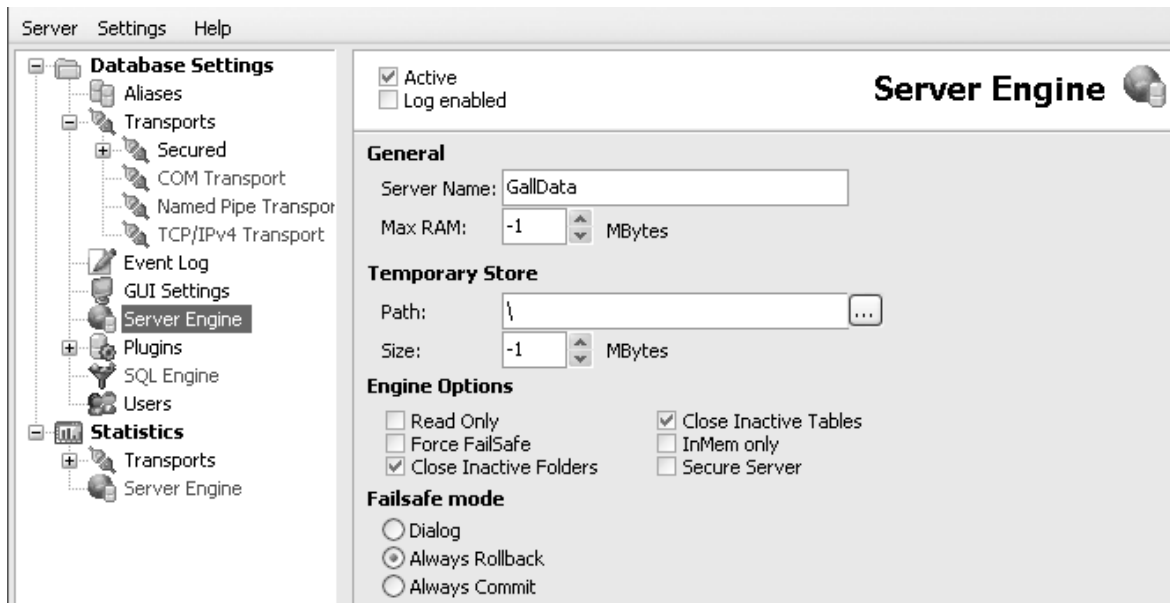 Server Settings Help
Database Settings
Aliases
Transports
Secured
COM Transport
Named Pipe Transpor
TCP/IPv4 Transport
Event Log
GUI Settings
Server Engine
Plugins
SQL Engine
Users
Statistics
Transports
Server Engine
Active
Log enabled
Server Engine
General
Server Name: GallData
Max RAM: -1 MBytes
Temporary Store
Path: \ ...
Size: -1 MBytes
Engine Options
Read Only Close Inactive Tables
Force FailSafe InMem only
Close Inactive Folders Secure Server
Failsafe mode
Dialog
Always Rollback
Always Commit